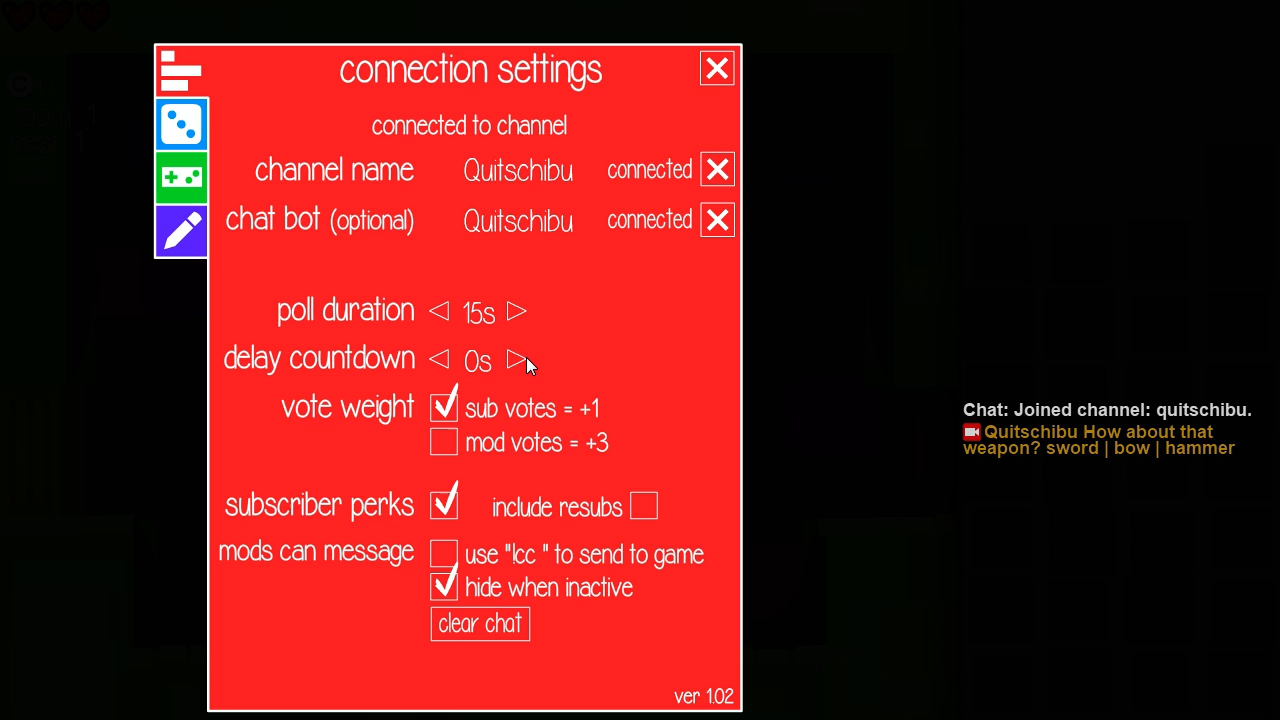 connection settings
connected to channel
channel name Quitschibu connected
chat bot (optional) Quitschibu connected
poll duration 15s
delay countdown 0s
vote weight sub votes = +1
mod votes = +3
subscriber perks include resubs
mods can message use "!cc " to send to game
hide when inactive
clear chat
ver 1.02
Chat: Joined channel: quitschibu.
Quitschibu How about that
weapon? sword | bow | hammer